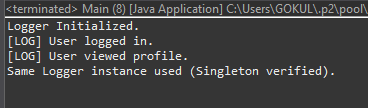 <terminated> Main (8) [Java Application] C:\Users\GOKUL\.p2\pool\
Logger Initialized.
[LOG] User logged in.
[LOG] User viewed profile.
Same Logger instance used (Singleton verified).